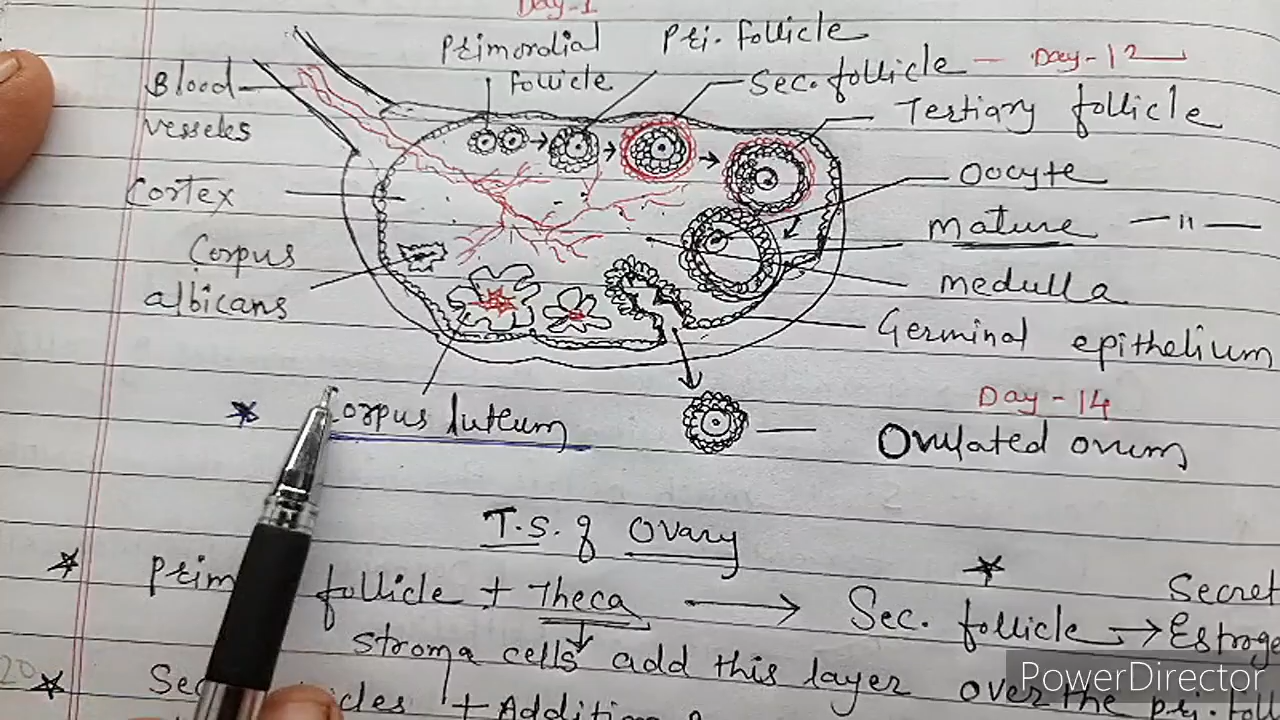 Day-1
Primordial follicle
Pri. follicle
Sec. follicle — Day-12
Tertiary follicle
Blood vessels
Oocyte
Cortex
Mature —"—
Corpus albicans
medulla
Germinal epithelium
Day-14
* Corpus luteum
Ovulated ovum
T.S. of Ovary
* follicle + Theca → Sec. follicle → Secret Estroge
stroma cells add this layer over the pri. foll
* + Addition
PowerDirector